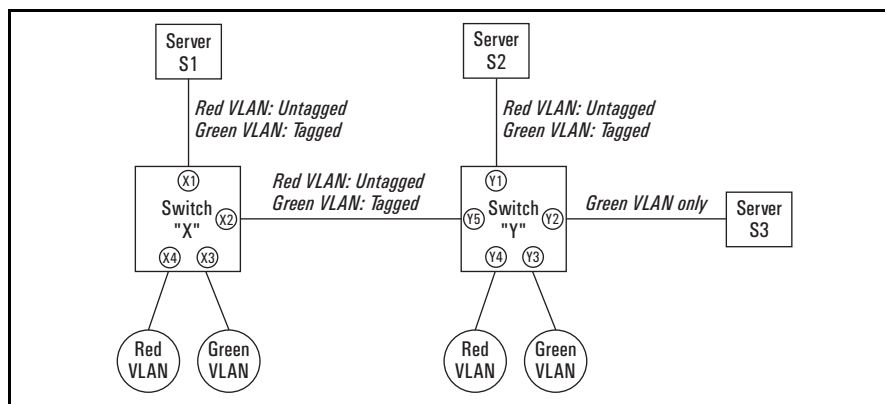 Server
S1
Server
S2
Red VLAN: Untagged
Green VLAN: Tagged
Red VLAN: Untagged
Green VLAN: Tagged
X1
Red VLAN: Untagged
Green VLAN: Tagged
Y1
Switch
"X"
X2
Y5
Switch
"Y"
Y2
Green VLAN only
Server
S3
X4
X3
Y4
Y3
Red
VLAN
Green
VLAN
Red
VLAN
Green
VLAN